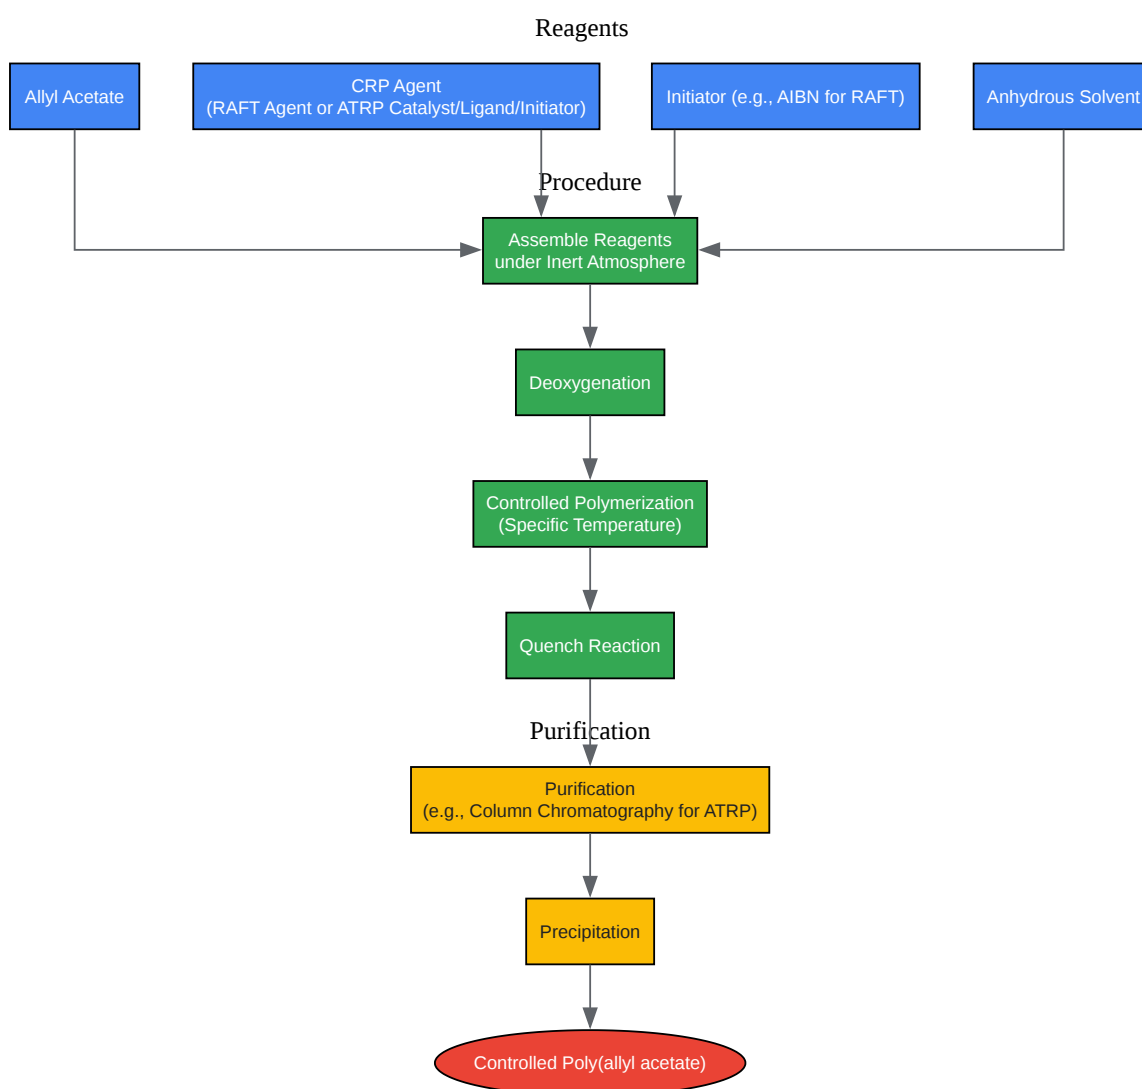 Reagents
Allyl Acetate
CRP Agent
(RAFT Agent or ATRP Catalyst/Ligand/Initiator)
Initiator (e.g., AIBN for RAFT)
Anhydrous Solvent
Procedure
Assemble Reagents
under Inert Atmosphere
Deoxygenation
Controlled Polymerization
(Specific Temperature)
Quench Reaction
Purification
Purification
(e.g., Column Chromatography for ATRP)
Precipitation
Controlled Poly(allyl acetate)